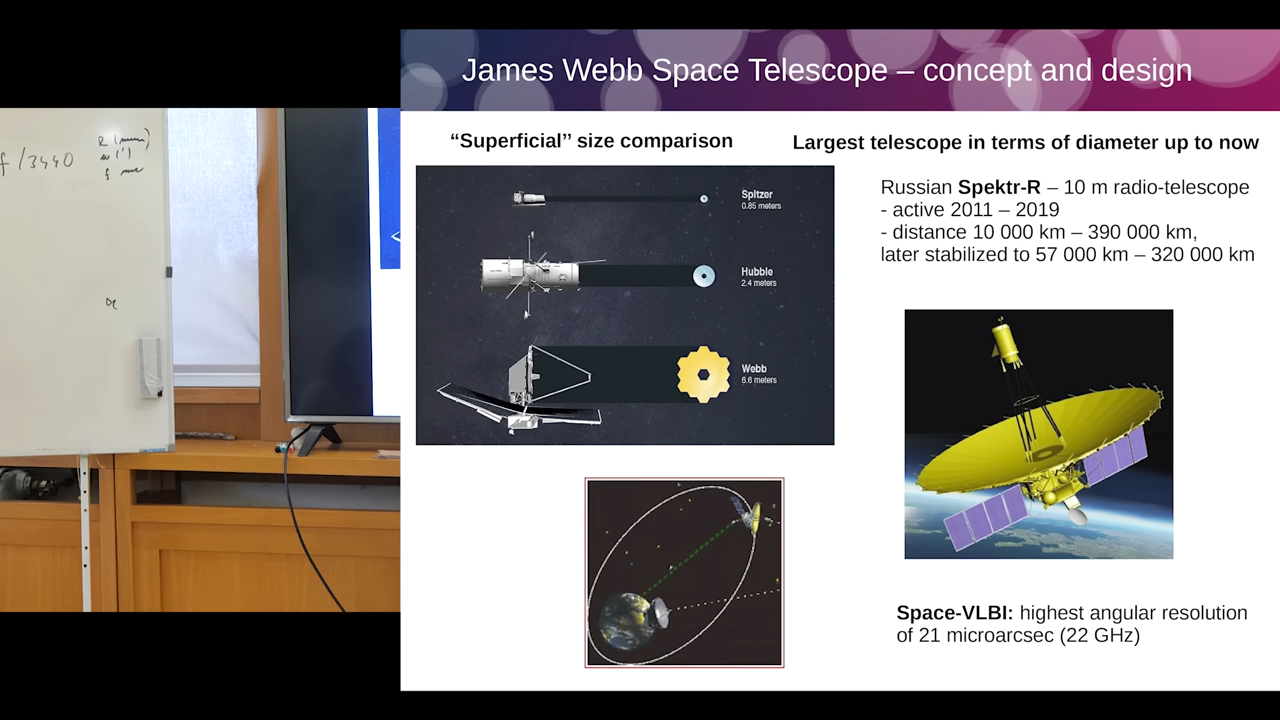 James Webb Space Telescope – concept and design
“Superficial” size comparison
Spitzer
0.85 meters
Hubble
2.4 meters
Webb
6.6 meters
Largest telescope in terms of diameter up to now
Russian Spektr-R – 10 m radio-telescope
- active 2011 – 2019
- distance 10 000 km – 390 000 km,
later stabilized to 57 000 km – 320 000 km
Space-VLBI: highest angular resolution
of 21 microarcsec (22 GHz)
f /3440